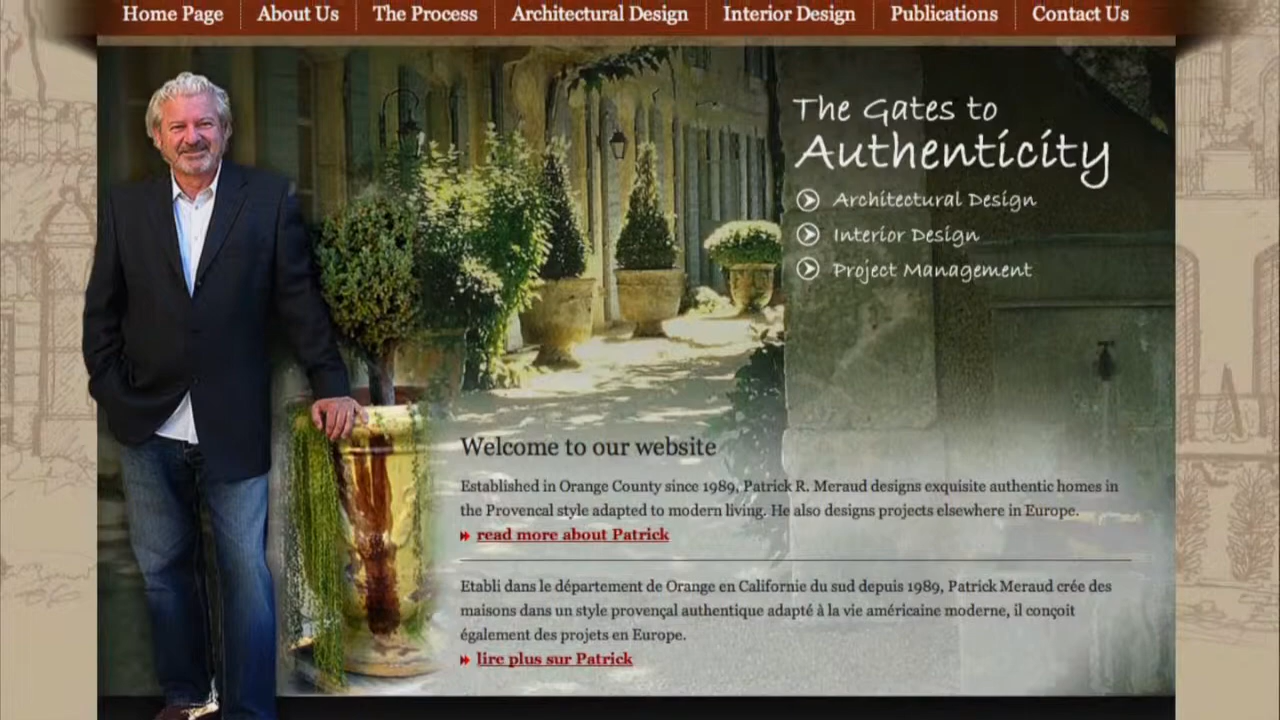 Home Page About Us The Process Architectural Design Interior Design Publications Contact Us
The Gates to
Authenticity
Architectural Design
Interior Design
Project Management
Welcome to our website
Established in Orange County since 1989, Patrick R. Meraud designs exquisite authentic homes in
the Provencal style adapted to modern living. He also designs projects elsewhere in Europe.
read more about Patrick
Etabli dans le département de Orange en Californie du sud depuis 1989, Patrick Meraud crée des
maisons dans un style provençal authentique adapté à la vie américaine moderne, il conçoit
également des projets en Europe.
lire plus sur Patrick